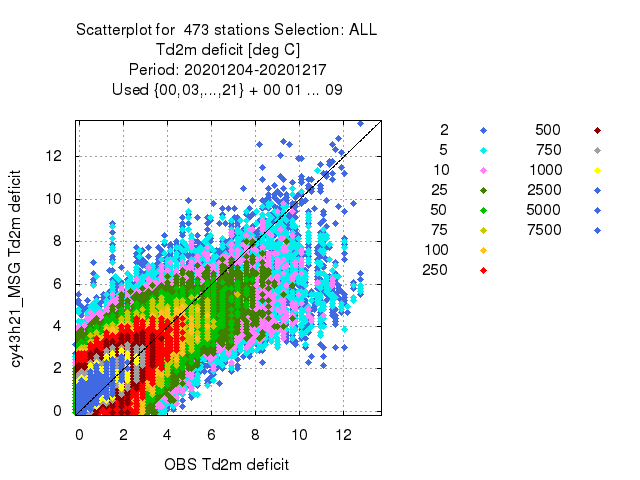 Scatterplot for 473 stations Selection: ALL
Td2m deficit [deg C]
Period: 20201204-20201217
Used {00,03,...,21} + 00 01 ... 09
cy43h21_MSG Td2m deficit
12
10
8
6
4
2
0
0 2 4 6 8 10 12
OBS Td2m deficit
2 500
5 750
10 1000
25 2500
50 5000
75 7500
100
250